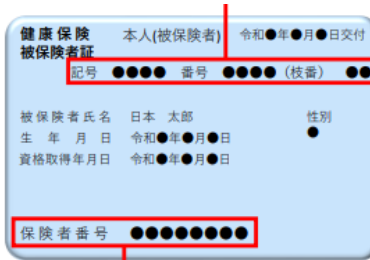 健康保険 本人(被保険者) 令和●年●月●日交付
被保険者証
記号 ●●●● 番号 ●●●● (枝番) ●●
被保険者氏名 日本 太郎 性別
生年月日 令和●年●月●日 ●
資格取得年月日 令和●年●月●日
保険者番号 ●●●●●●●●